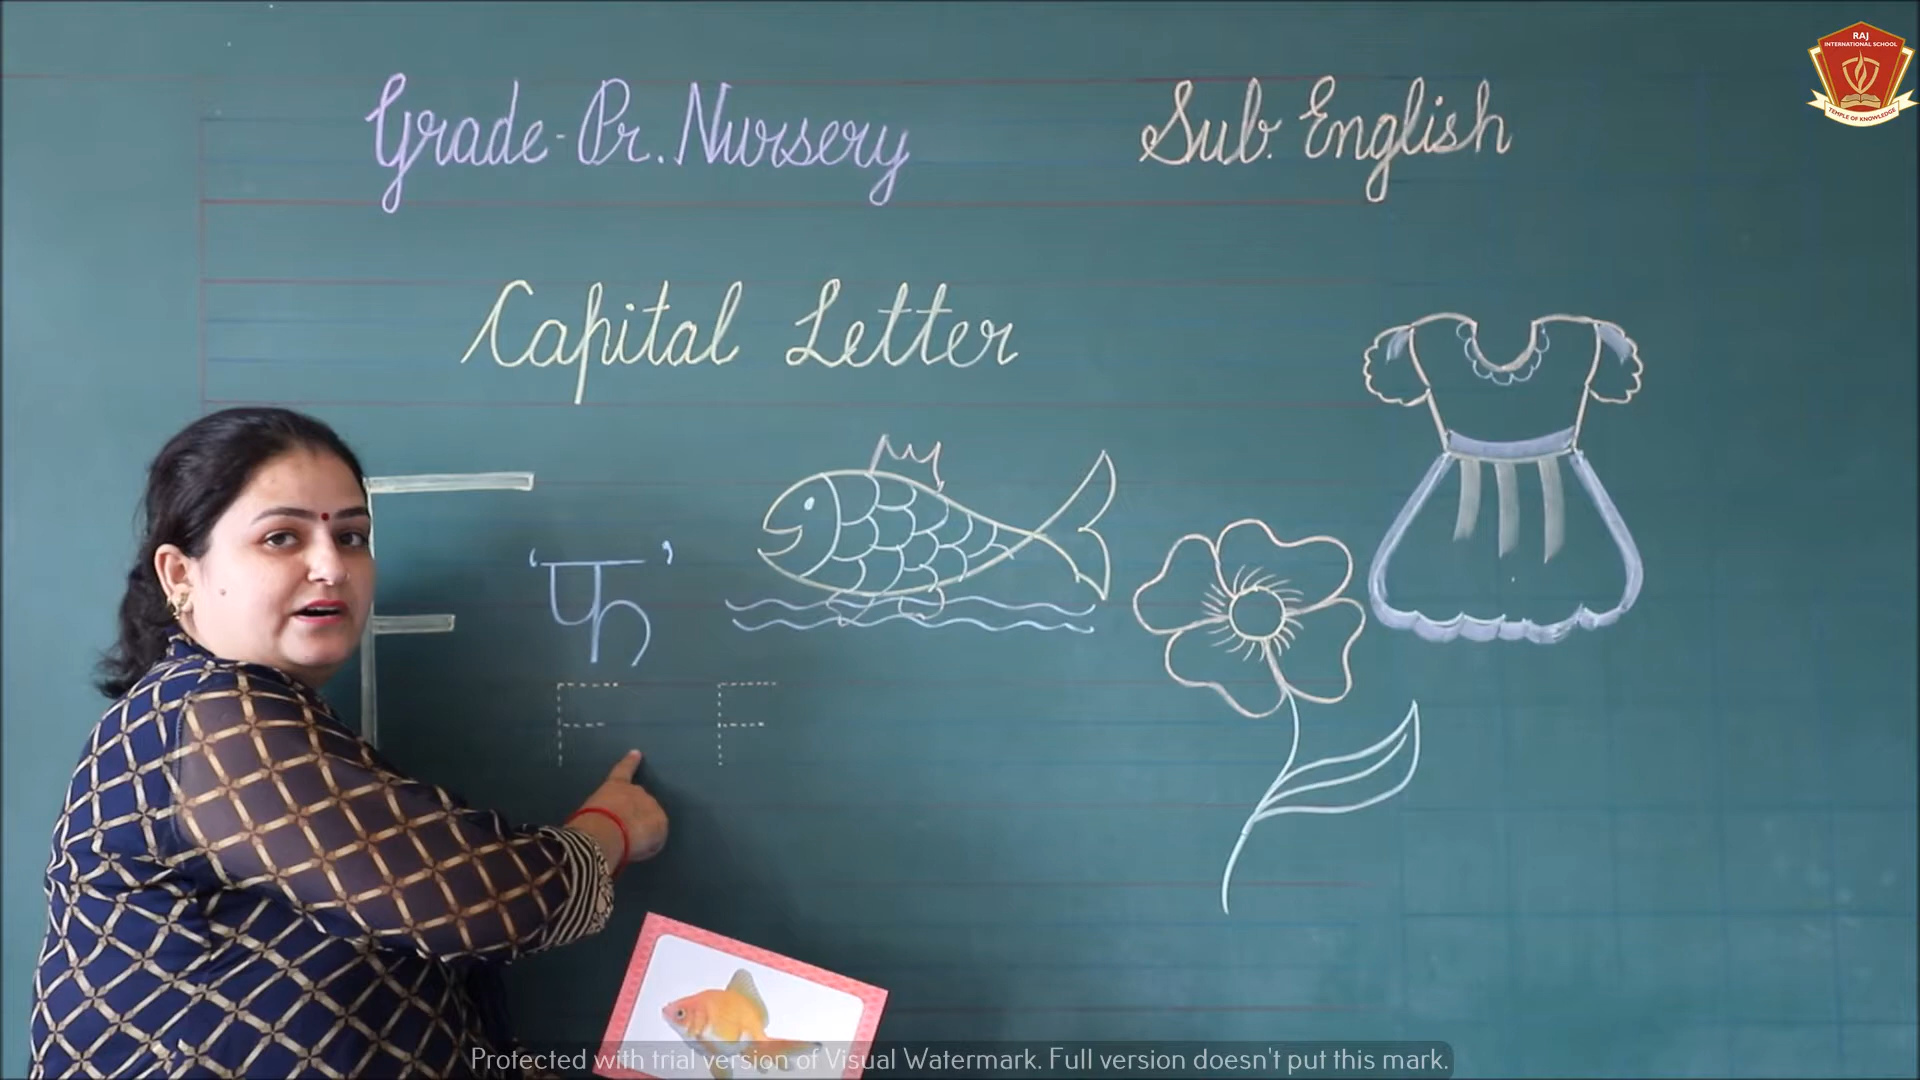 Grade-Pr. Nursery
Sub. English
RAJ
INTERNATIONAL SCHOOL
TEMPLE OF KNOWLEDGE
Capital Letter
F
'फ'
F F
Protected with trial version of Visual Watermark. Full version doesn't put this mark.